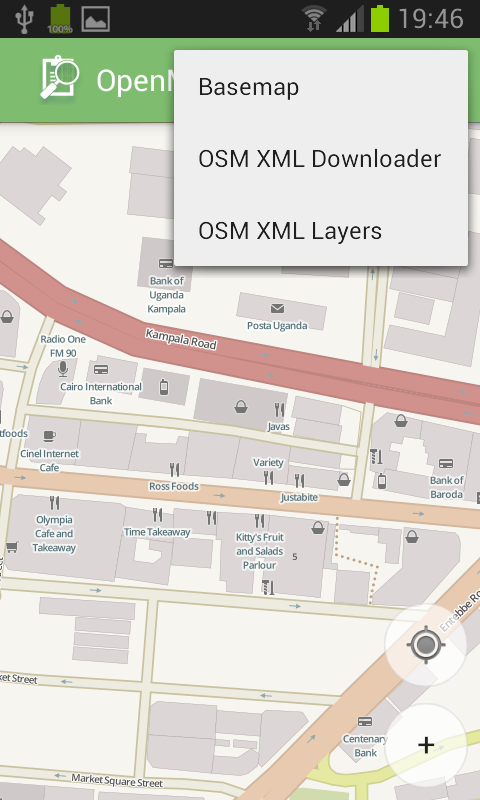 100%
19:46
OpenM
Basemap
OSM XML Downloader
OSM XML Layers
Bank of
Uganda
Kampala
Posta Uganda
Kampala Road
Radio One
FM 90
Cairo International
Bank
Javas
tfoods
Cinel Internet
Cafe
Variety
Ross Foods
Justabite
Bank of
Baroda
Olympia
Cafe and
Takeaway
Time Takeaway
Kitty's Fruit
and Salads
Parlour
5
Entebbe Ro
ket Street
Centenary
Bank
+
Market Square Street